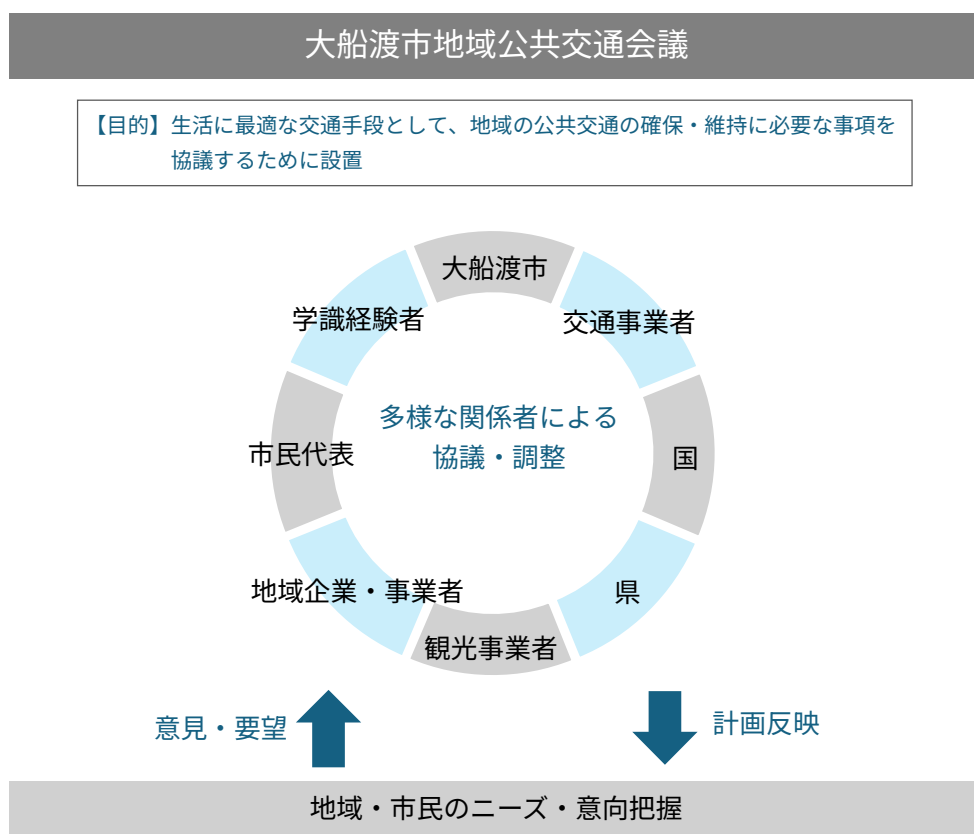 大船渡市地域公共交通会議
【目的】生活に最適な交通手段として、地域の公共交通の確保・維持に必要な事項を
協議するために設置
大船渡市
学識経験者
交通事業者
多様な関係者による
協議・調整
市民代表
国
地域企業・事業者
県
観光事業者
意見・要望
計画反映
地域・市民のニーズ・意向把握